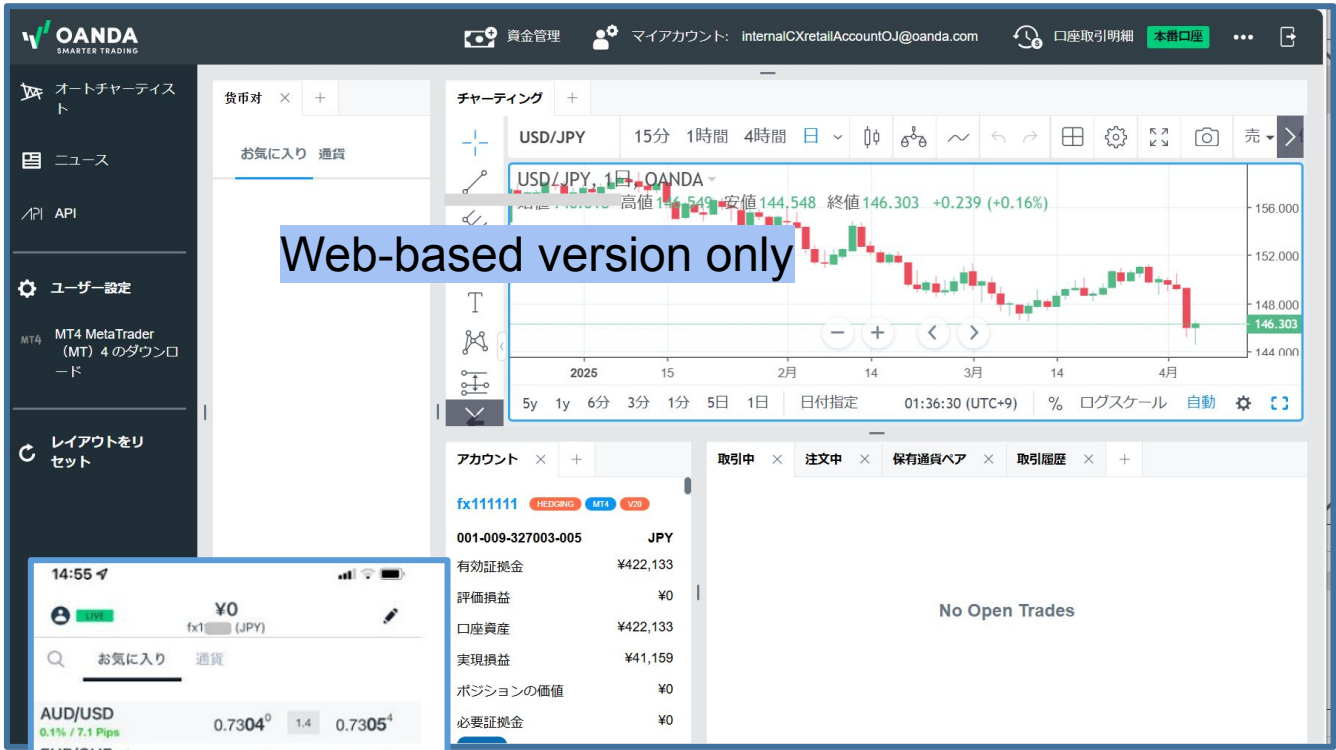 OANDA
SMARTER TRADING
資金管理
マイアカウント: internalCXretailAccountOJ@oanda.com
口座取引明細
本番口座
オートチャーティス
ト
ニュース
API
API
ユーザー設定
MT4
MT4 MetaTrader
（MT）4 のダウンロ
ード
レイアウトをリ
セット
货币对
お気に入り 通貨
チャーティング
USD/JPY 15分 1時間 4時間 日
売
USD/JPY, 1日, OANDA
高値 146.549 安値 144.548 終値 146.303 +0.239 (+0.16%)
Web-based version only
T
156.000
152.000
148.000
146.303
144.000
2025 15 2月 14 3月 14 4月
5y 1y 6分 3分 1分 5日 1日 日付指定 01:36:30 (UTC+9) % ログスケール 自動
アカウント
fx111111 HEDGING MT4 V20
001-009-327003-005 JPY
有効証拠金 ¥422,133
評価損益 ¥0
口座資産 ¥422,133
実現損益 ¥41,159
ポジションの価値 ¥0
必要証拠金 ¥0
取引中 注文中 保有通貨ペア 取引履歴
No Open Trades
14:55
LIVE
¥0
fx1 (JPY)
お気に入り 通貨
AUD/USD
0.1% / 7.1 Pips
0.7304⁰ 1.4 0.7305⁴